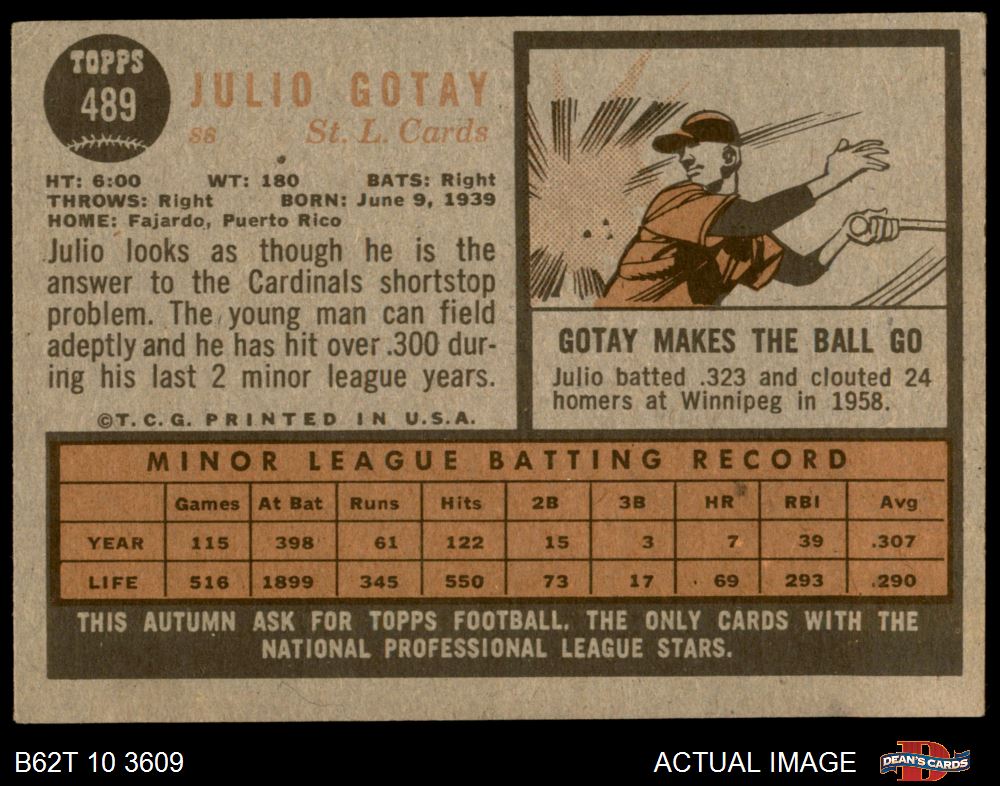 TOPPS
489
JULIO GOTAY
SS St. L. Cards
HT: 6:00 WT: 180 BATS: Right
THROWS: Right BORN: June 9, 1939
HOME: Fajardo, Puerto Rico
Julio looks as though he is the
answer to the Cardinals shortstop
problem. The young man can field
adeptly and he has hit over .300 dur-
ing his last 2 minor league years.
©T.C.G. PRINTED IN U.S.A.
GOTAY MAKES THE BALL GO
Julio batted .323 and clouted 24
homers at Winnipeg in 1958.
MINOR LEAGUE BATTING RECORD
Games At Bat Runs Hits 2B 3B HR RBI Avg
YEAR 115 398 61 122 15 3 7 39 .307
LIFE 516 1899 345 550 73 17 69 293 .290
THIS AUTUMN ASK FOR TOPPS FOOTBALL. THE ONLY CARDS WITH THE
NATIONAL PROFESSIONAL LEAGUE STARS.
B62T 10 3609 ACTUAL IMAGE DEAN'S CARDS